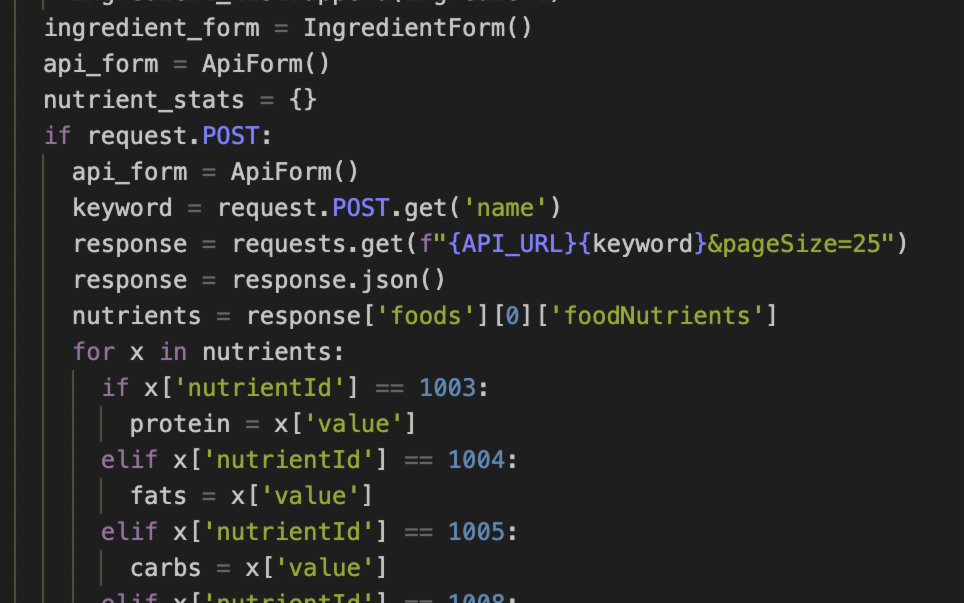 ingredient_form = IngredientForm()
api_form = ApiForm()
nutrient_stats = {}
if request.POST:
api_form = ApiForm()
keyword = request.POST.get('name')
response = requests.get(f"{API_URL}{keyword}&pageSize=25")
response = response.json()
nutrients = response['foods'][0]['foodNutrients']
for x in nutrients:
if x['nutrientId'] == 1003:
protein = x['value']
elif x['nutrientId'] == 1004:
fats = x['value']
elif x['nutrientId'] == 1005:
carbs = x['value']
elif x['nutrientId'] == 1008: